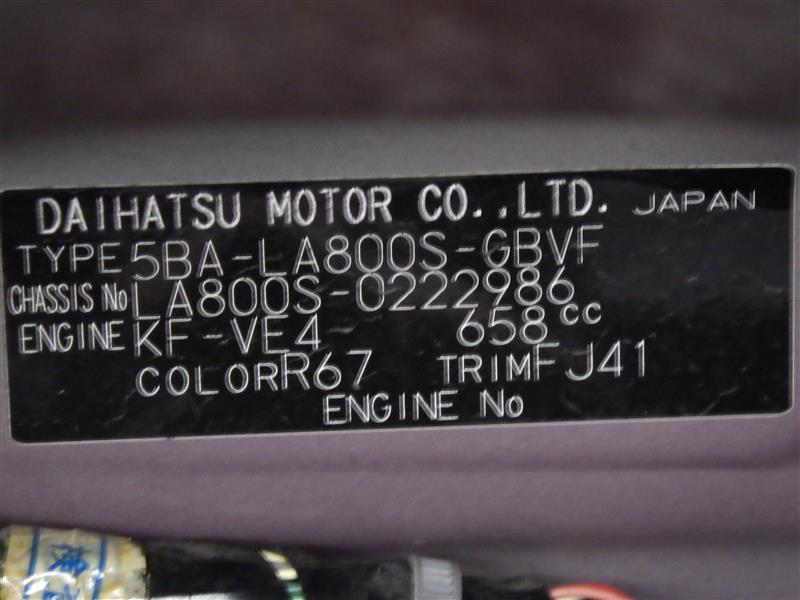 DAIHATSU MOTOR CO.,LTD. JAPAN
TYPE 5BA-LA800S-GBVF
CHASSIS No LA800S-0222986
ENGINE KF-VE4 658cc
COLOR R67 TRIM FJ41
ENGINE No